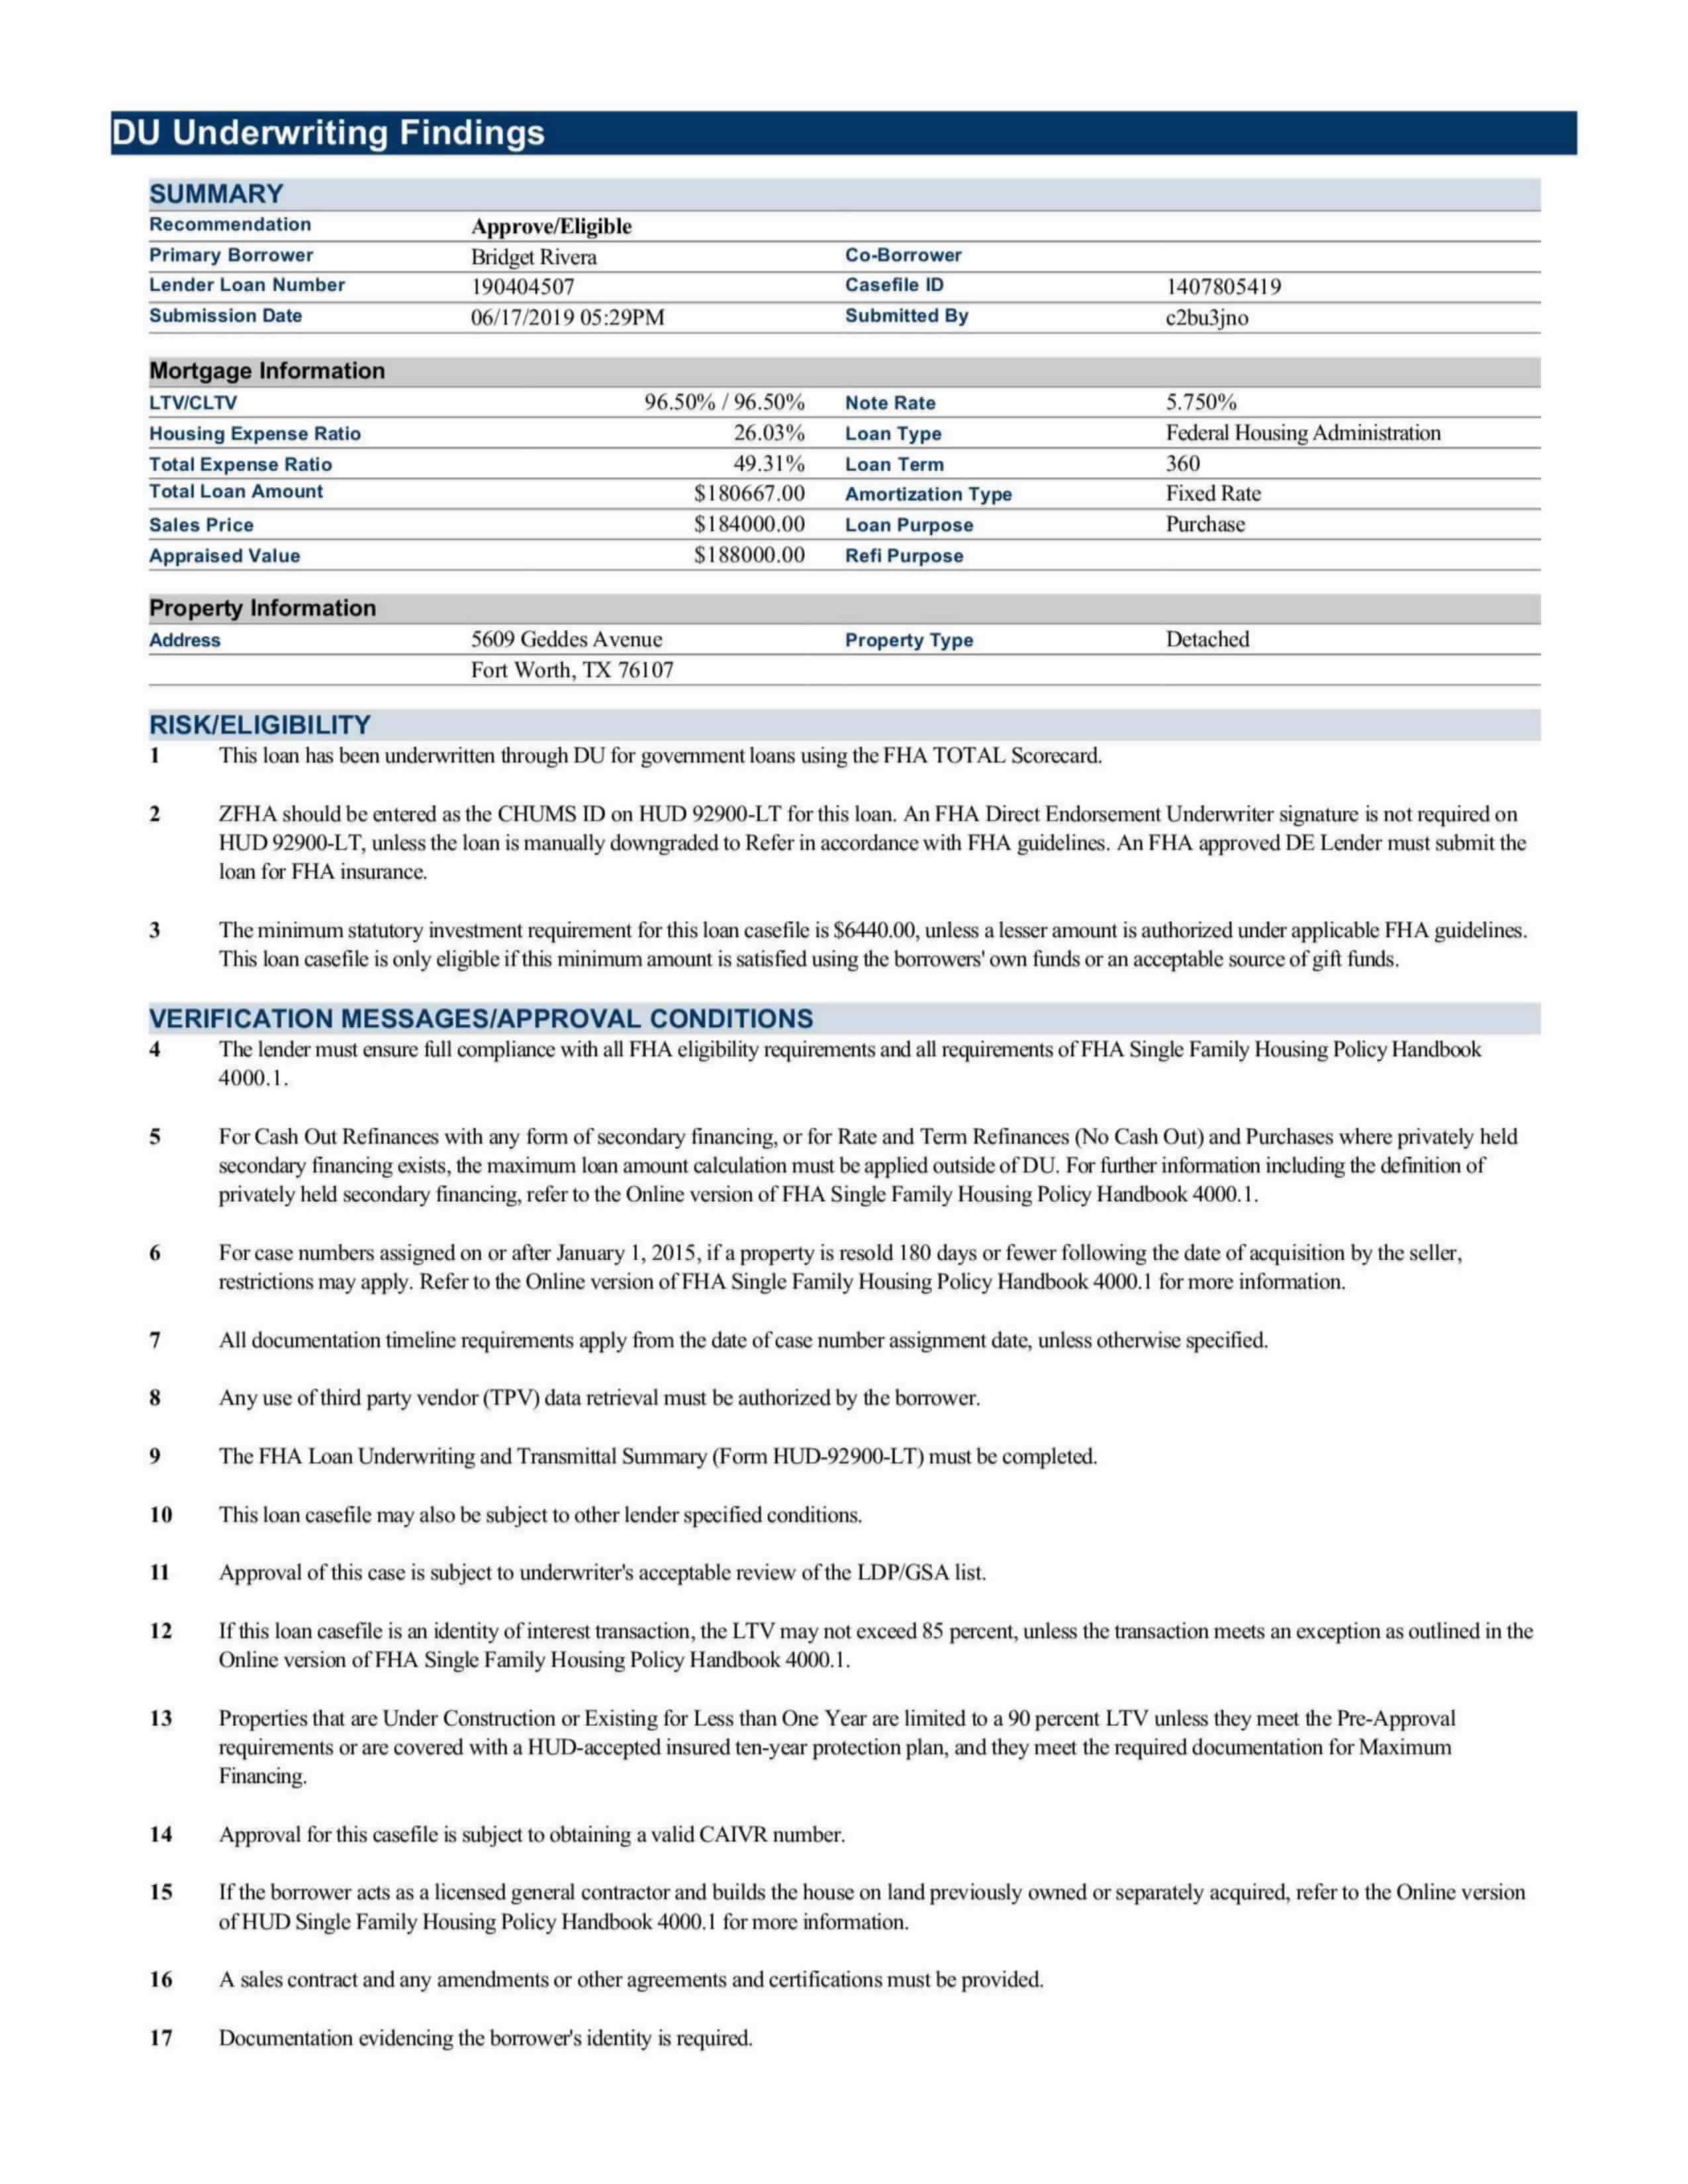 DU Underwriting Findings
SUMMARY
Recommendation Approve/Eligible
Primary Borrower Bridget Rivera Co-Borrower
Lender Loan Number 190404507 Casefile ID 1407805419
Submission Date 06/17/2019 05:29PM Submitted By c2bu3jno
Mortgage Information
LTV/CLTV 96.50% / 96.50% Note Rate 5.750%
Housing Expense Ratio 26.03% Loan Type Federal Housing Administration
Total Expense Ratio 49.31% Loan Term 360
Total Loan Amount $180667.00 Amortization Type Fixed Rate
Sales Price $184000.00 Loan Purpose Purchase
Appraised Value $188000.00 Refi Purpose
Property Information
Address 5609 Geddes Avenue Property Type Detached
Fort Worth, TX 76107
RISK/ELIGIBILITY
1 This loan has been underwritten through DU for government loans using the FHA TOTAL Scorecard.
2 ZFHA should be entered as the CHUMS ID on HUD 92900-LT for this loan. An FHA Direct Endorsement Underwriter signature is not required on
HUD 92900-LT, unless the loan is manually downgraded to Refer in accordance with FHA guidelines. An FHA approved DE Lender must submit the
loan for FHA insurance.
3 The minimum statutory investment requirement for this loan casefile is $6440.00, unless a lesser amount is authorized under applicable FHA guidelines.
This loan casefile is only eligible if this minimum amount is satisfied using the borrowers' own funds or an acceptable source of gift funds.
VERIFICATION MESSAGES/APPROVAL CONDITIONS
4 The lender must ensure full compliance with all FHA eligibility requirements and all requirements of FHA Single Family Housing Policy Handbook
4000.1.
5 For Cash Out Refinances with any form of secondary financing, or for Rate and Term Refinances (No Cash Out) and Purchases where privately held
secondary financing exists, the maximum loan amount calculation must be applied outside of DU. For further information including the definition of
privately held secondary financing, refer to the Online version of FHA Single Family Housing Policy Handbook 4000.1.
6 For case numbers assigned on or after January 1, 2015, if a property is resold 180 days or fewer following the date of acquisition by the seller,
restrictions may apply. Refer to the Online version of FHA Single Family Housing Policy Handbook 4000.1 for more information.
7 All documentation timeline requirements apply from the date of case number assignment date, unless otherwise specified.
8 Any use of third party vendor (TPV) data retrieval must be authorized by the borrower.
9 The FHA Loan Underwriting and Transmittal Summary (Form HUD-92900-LT) must be completed.
10 This loan casefile may also be subject to other lender specified conditions.
11 Approval of this case is subject to underwriter's acceptable review of the LDP/GSA list.
12 If this loan casefile is an identity of interest transaction, the LTV may not exceed 85 percent, unless the transaction meets an exception as outlined in the
Online version of FHA Single Family Housing Policy Handbook 4000.1.
13 Properties that are Under Construction or Existing for Less than One Year are limited to a 90 percent LTV unless they meet the Pre-Approval
requirements or are covered with a HUD-accepted insured ten-year protection plan, and they meet the required documentation for Maximum
Financing.
14 Approval for this casefile is subject to obtaining a valid CAIVR number.
15 If the borrower acts as a licensed general contractor and builds the house on land previously owned or separately acquired, refer to the Online version
of HUD Single Family Housing Policy Handbook 4000.1 for more information.
16 A sales contract and any amendments or other agreements and certifications must be provided.
17 Documentation evidencing the borrower's identity is required.